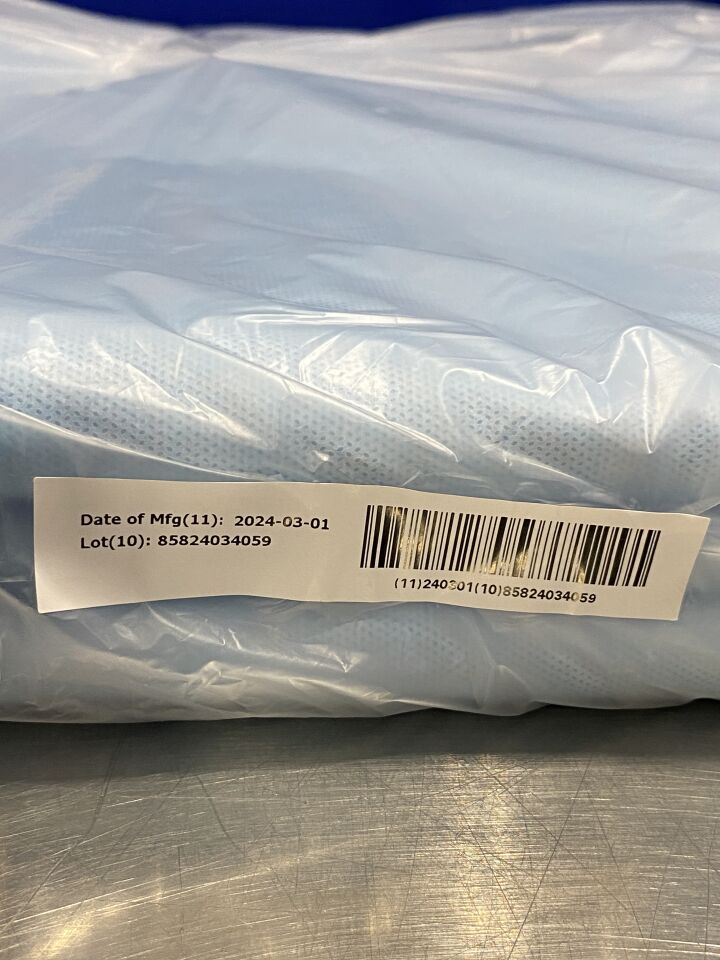 Date of Mfg(11): 2024-03-01
Lot(10): 85824034059
(11)240301(10)85824034059